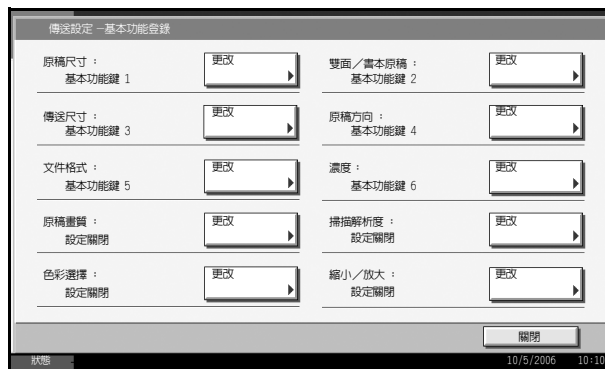 傳送設定 －基本功能登錄
原稿尺寸： 更改 雙面／書本原稿： 更改
基本功能鍵 1 基本功能鍵 2
傳送尺寸： 更改 原稿方向： 更改
基本功能鍵 3 基本功能鍵 4
文件格式： 更改 濃度： 更改
基本功能鍵 5 基本功能鍵 6
原稿畫質： 更改 掃描解析度： 更改
設定關閉 設定關閉
色彩選擇： 更改 縮小／放大： 更改
設定關閉 設定關閉
關閉
狀態 10/5/2006 10:10